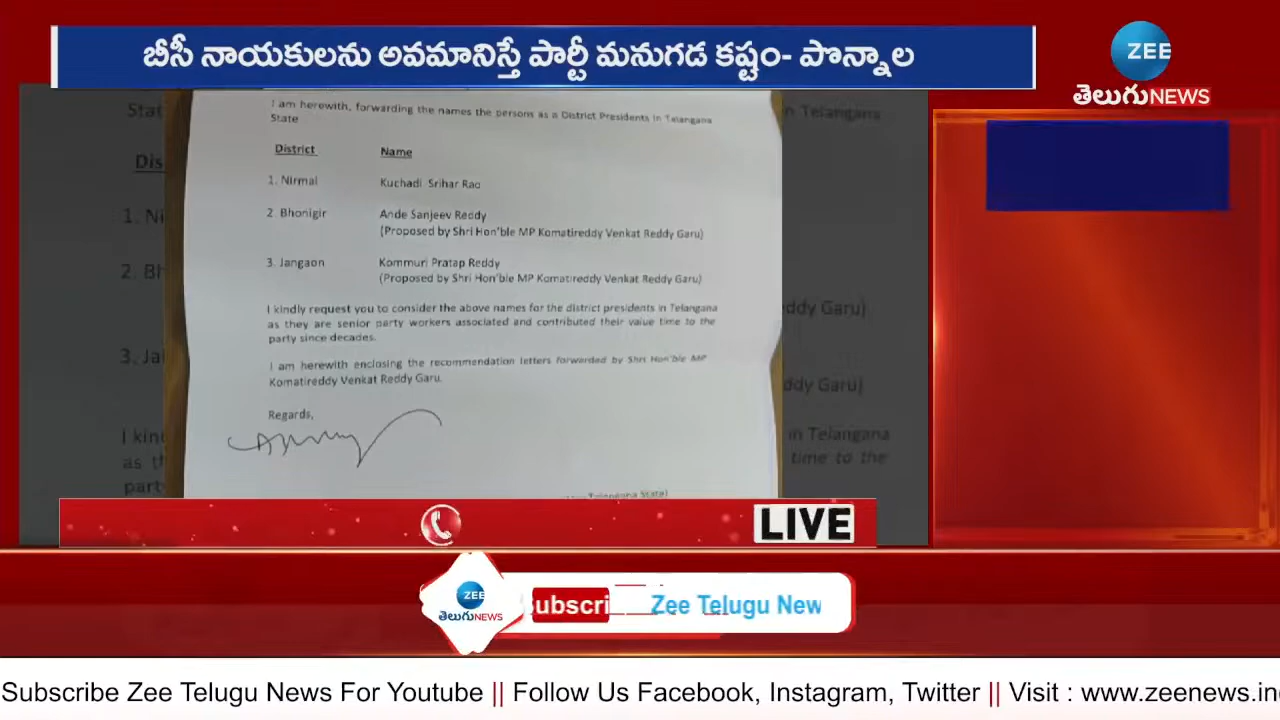 బీసీ నాయకులను అవమానిస్తే పార్టీ మనుగడ కష్టం- పొన్నాల
ZEE
తెలుగు NEWS
I am herewith, forwarding the names the persons as a District Presidents in Telangana
State
District Name
1. Nirmal Kuchadi Srihar Rao
2. Bhonigir Ande Sanjeev Reddy
(Proposed by Shri Hon'ble MP Komatireddy Venkat Reddy Garu)
3. Jangaon Kommuri Pratap Reddy
(Proposed by Shri Hon'ble MP Komatireddy Venkat Reddy Garu)
I kindly request you to consider the above names for the district presidents in Telangana
as they are senior party workers associated and contributed their value time to the
party since decades.
I am herewith enclosing the recommendation letters forwarded by Shri Hon'ble MP
Komatireddy Venkat Reddy Garu.
Regards,
Telangana State)
LIVE
ZEE
తెలుగు NEWS
Subscri Zee Telugu New
Subscribe Zee Telugu News For Youtube || Follow Us Facebook, Instagram, Twitter || Visit : www.zeenews.in